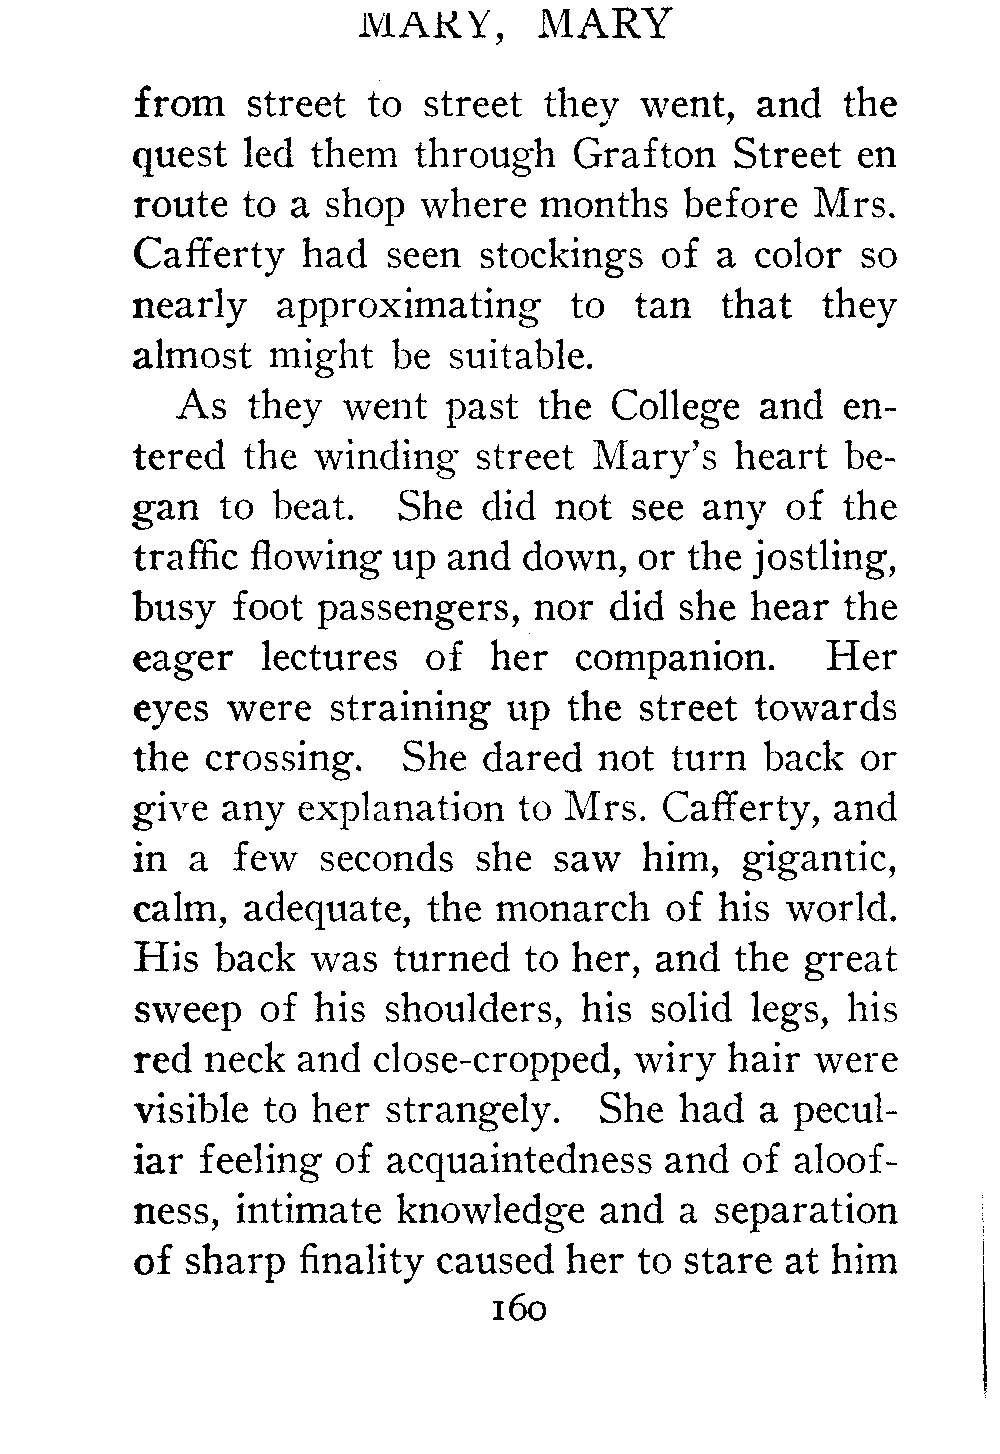 MARY, MARY
from street to street they went, and the
quest led them through Grafton Street en
route to a shop where months before Mrs.
Cafferty had seen stockings of a color so
nearly approximating to tan that they
almost might be suitable.
As they went past the College and en-
tered the winding street Mary's heart be-
gan to beat. She did not see any of the
traffic flowing up and down, or the jostling,
busy foot passengers, nor did she hear the
eager lectures of her companion. Her
eyes were straining up the street towards
the crossing. She dared not turn back or
give any explanation to Mrs. Cafferty, and
in a few seconds she saw him, gigantic,
calm, adequate, the monarch of his world.
His back was turned to her, and the great
sweep of his shoulders, his solid legs, his
red neck and close-cropped, wiry hair were
visible to her strangely. She had a pecul-
iar feeling of acquaintedness and of aloof-
ness, intimate knowledge and a separation
of sharp finality caused her to stare at him
160